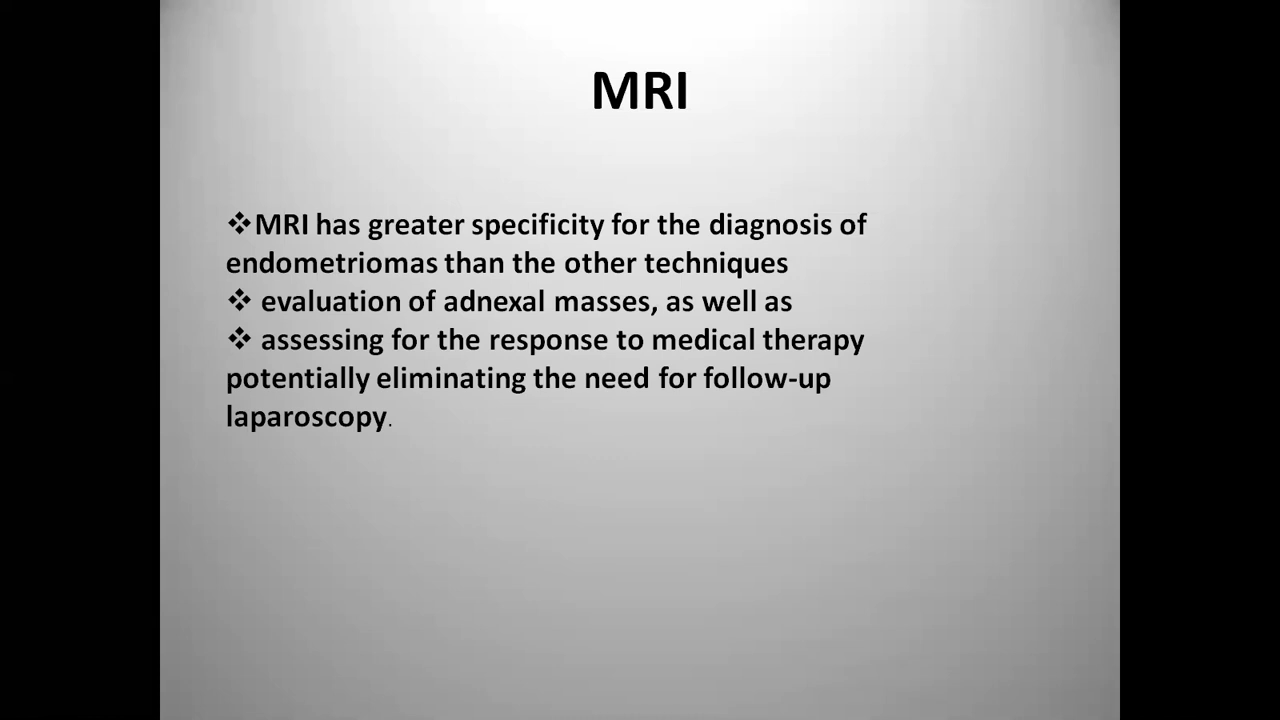 MRI
❖MRI has greater specificity for the diagnosis of
endometriomas than the other techniques
❖ evaluation of adnexal masses, as well as
❖ assessing for the response to medical therapy
potentially eliminating the need for follow-up
laparoscopy.